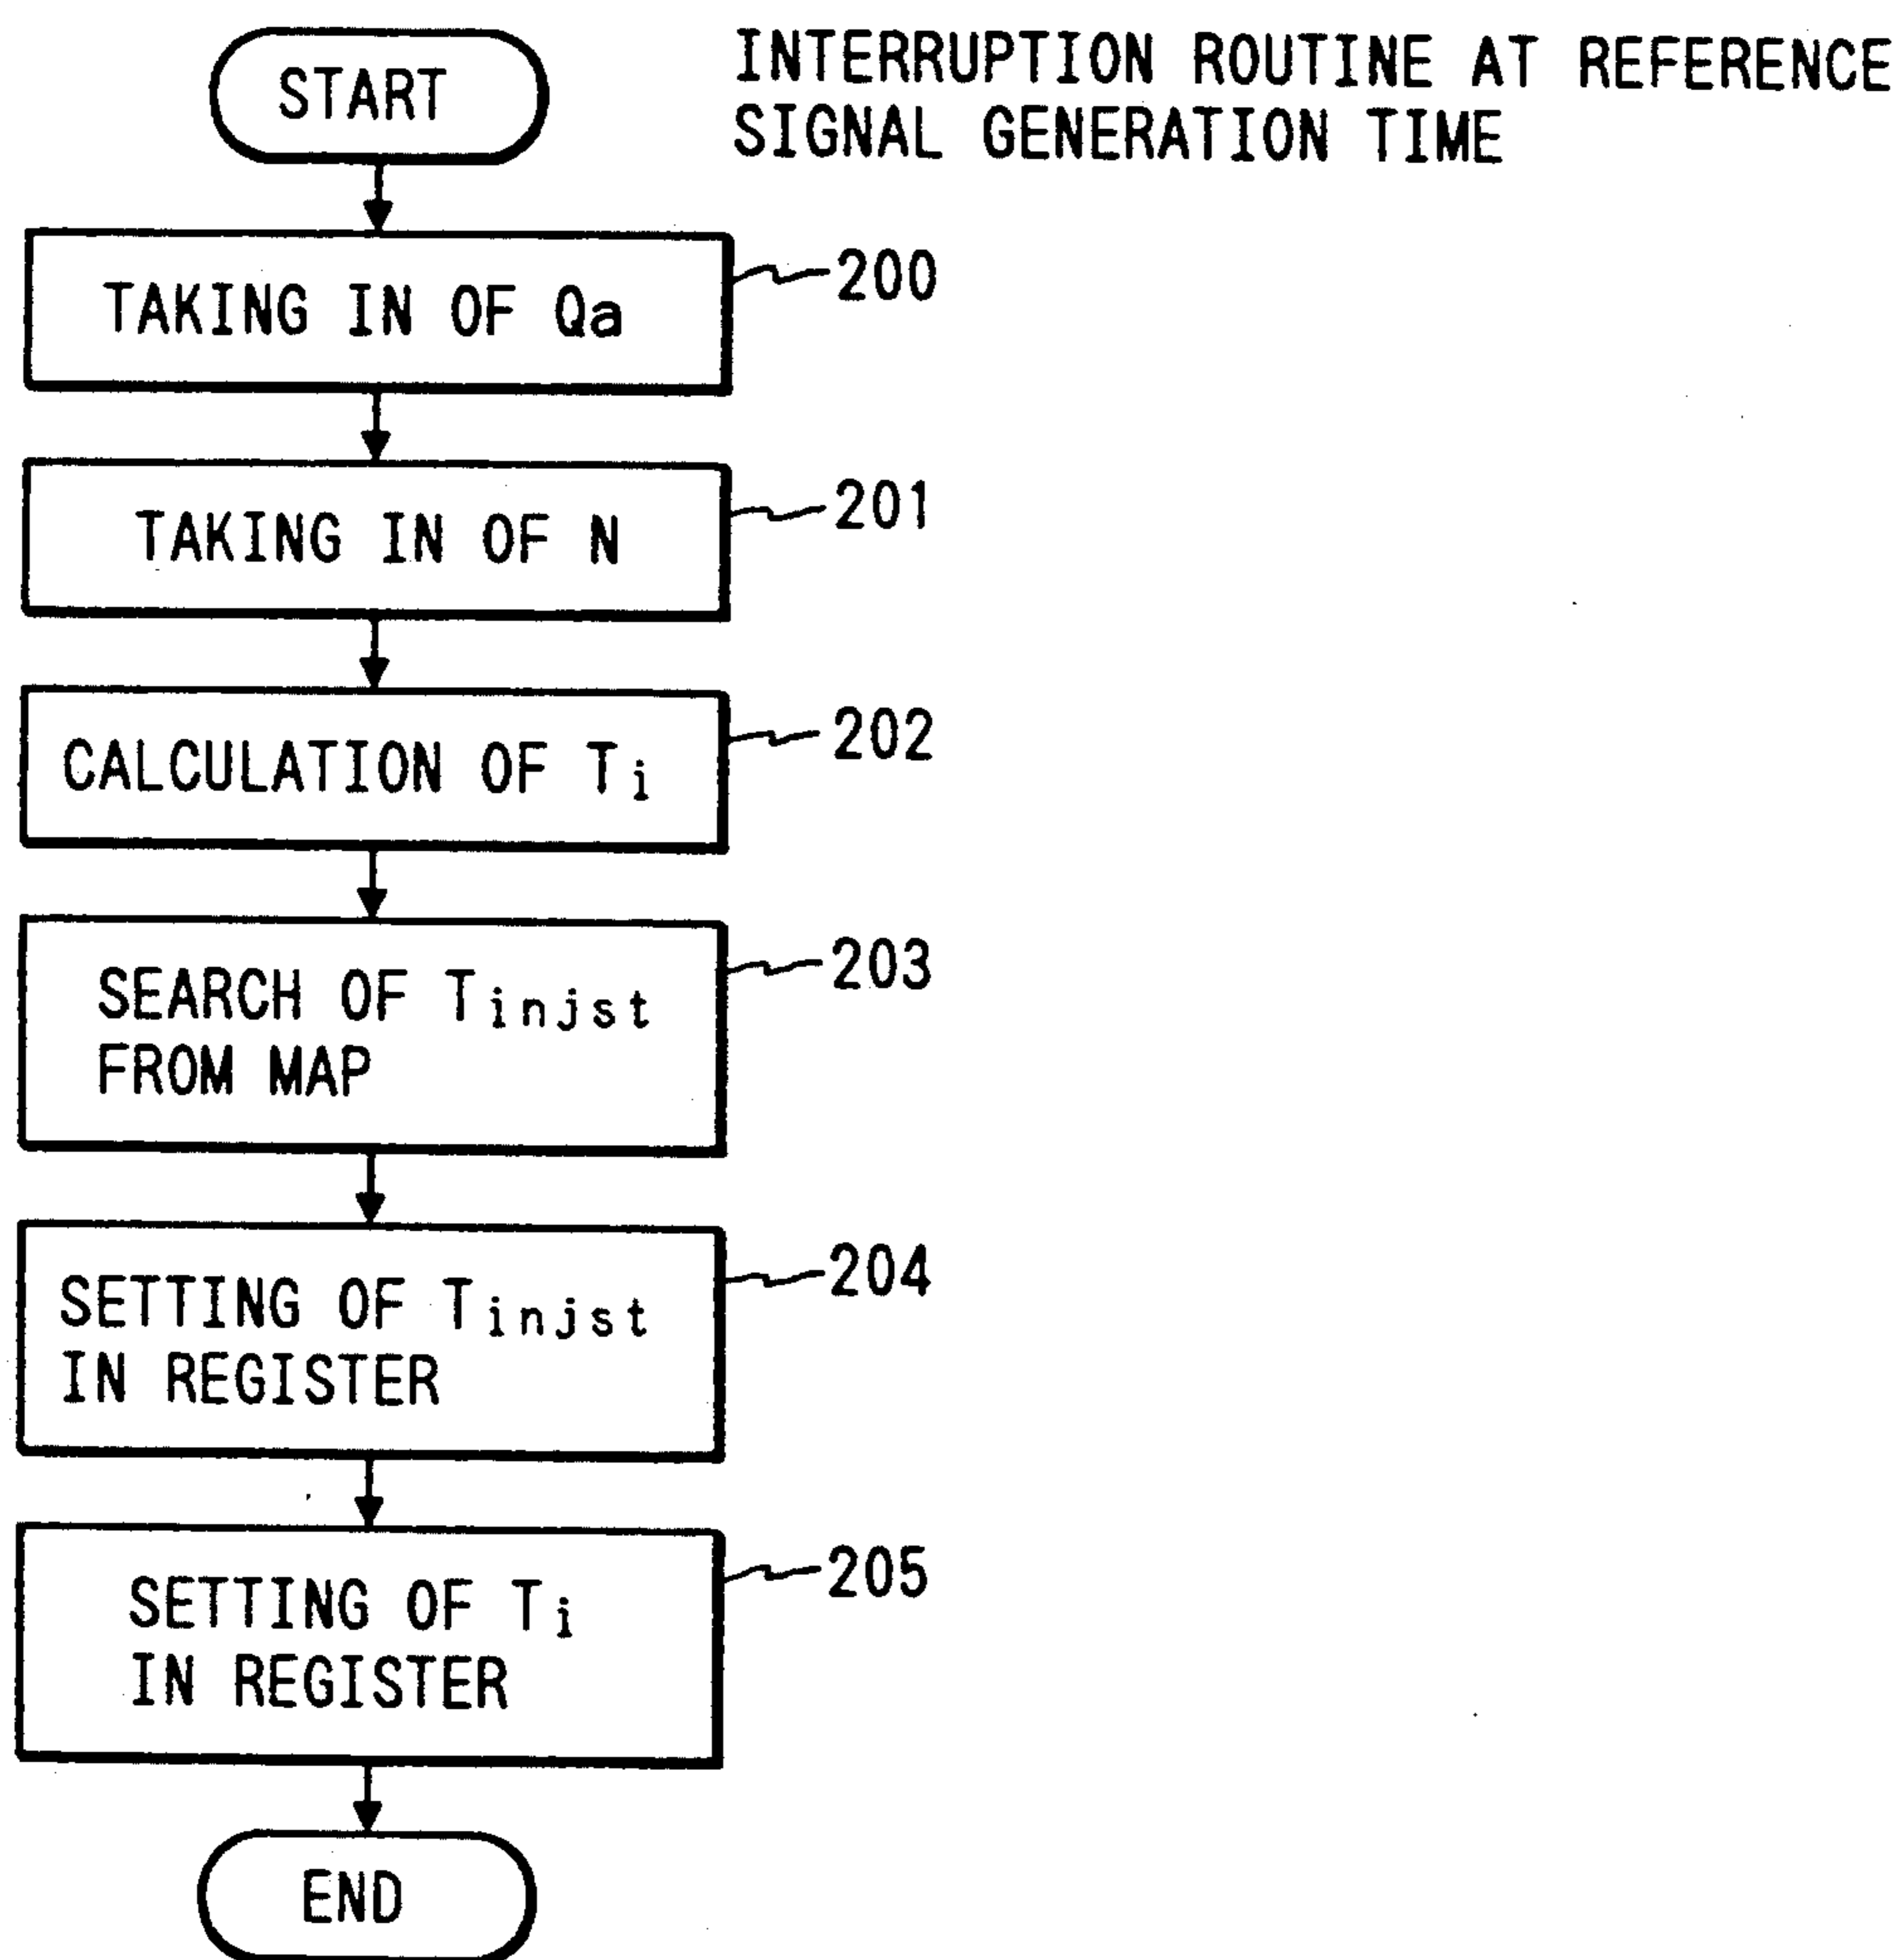 START
INTERRUPTION ROUTINE AT REFERENCE
SIGNAL GENERATION TIME
TAKING IN OF Qa
200
TAKING IN OF N
201
CALCULATION OF Ti
202
SEARCH OF Tinjst
FROM MAP
203
SETTING OF Tinjst
IN REGISTER
204
SETTING OF Ti
IN REGISTER
205
END